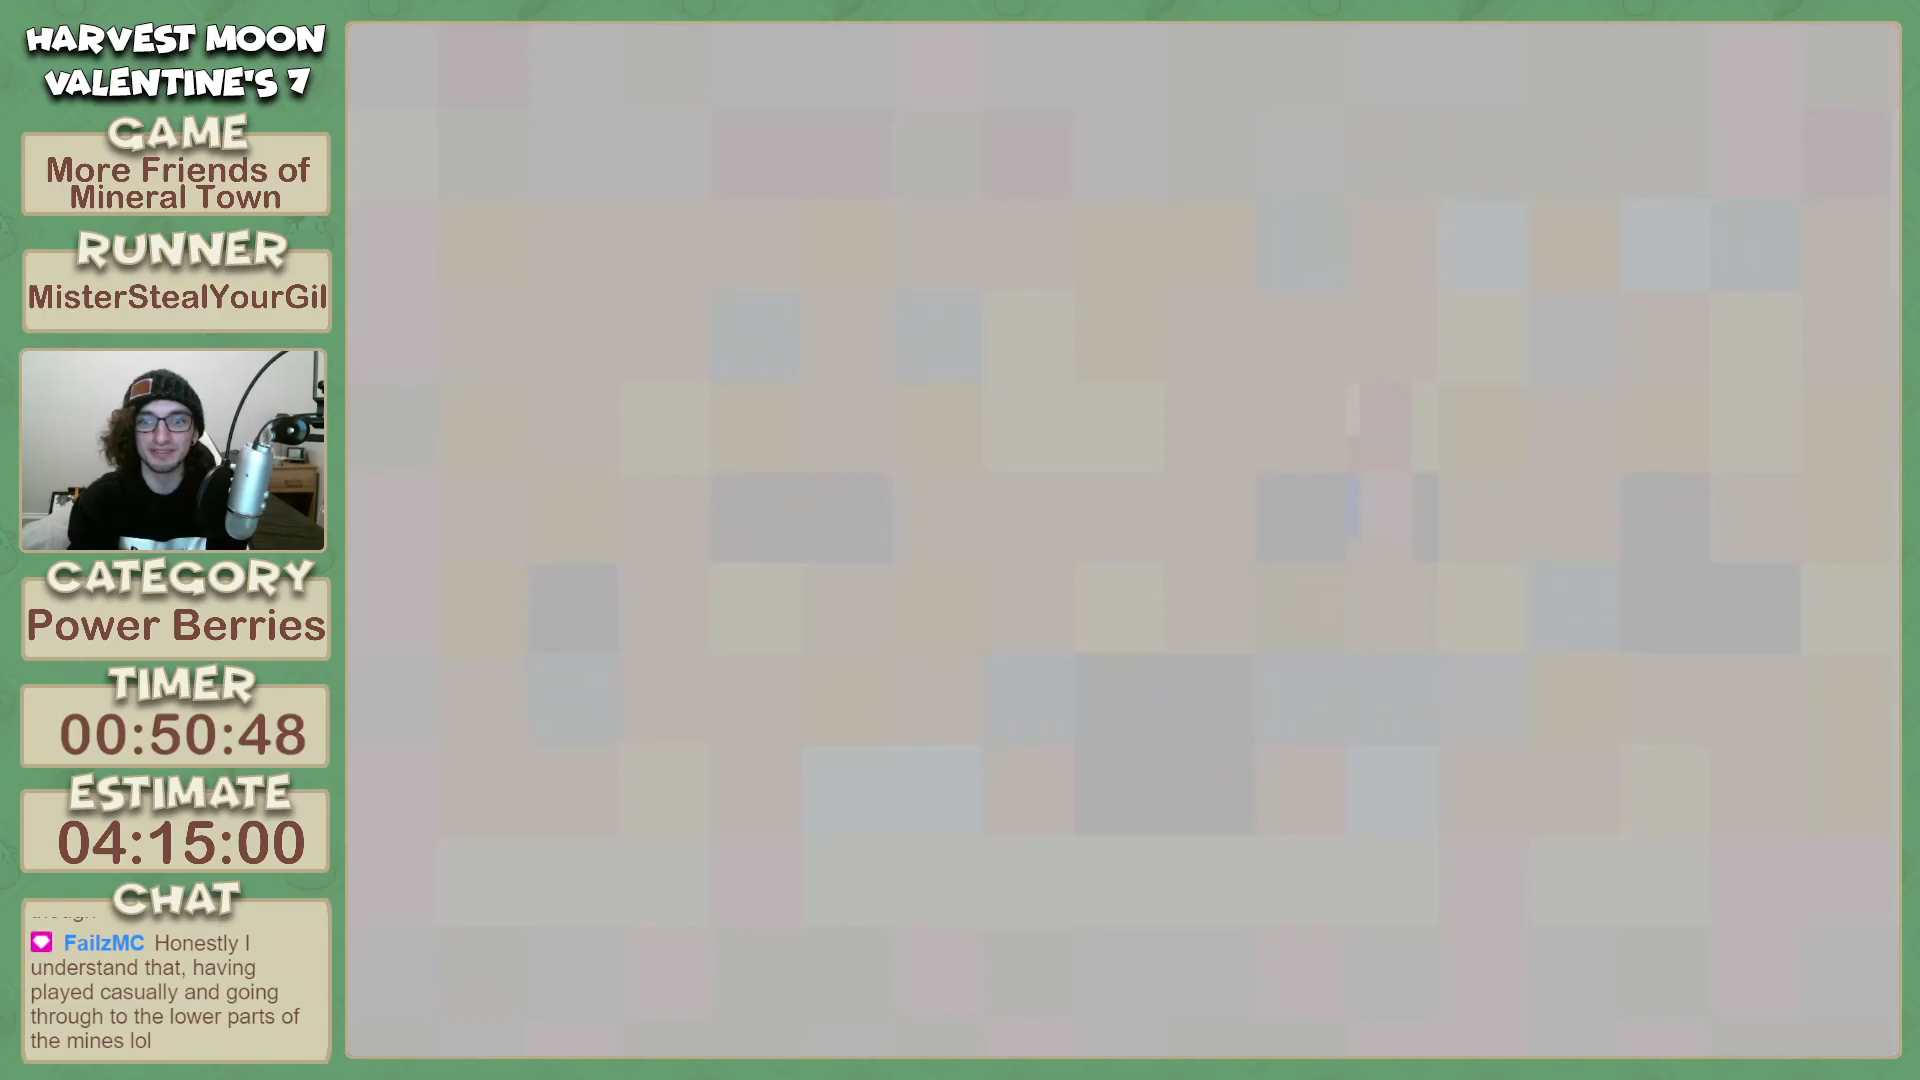 HARVEST MOON
VALENTINE'S 7
GAME
More Friends of
Mineral Town
RUNNER
MisterStealYourGil
CATEGORY
Power Berries
TIMER
00:50:48
ESTIMATE
04:15:00
CHAT
FailzMC Honestly I
understand that, having
played casually and going
through to the lower parts of
the mines lol